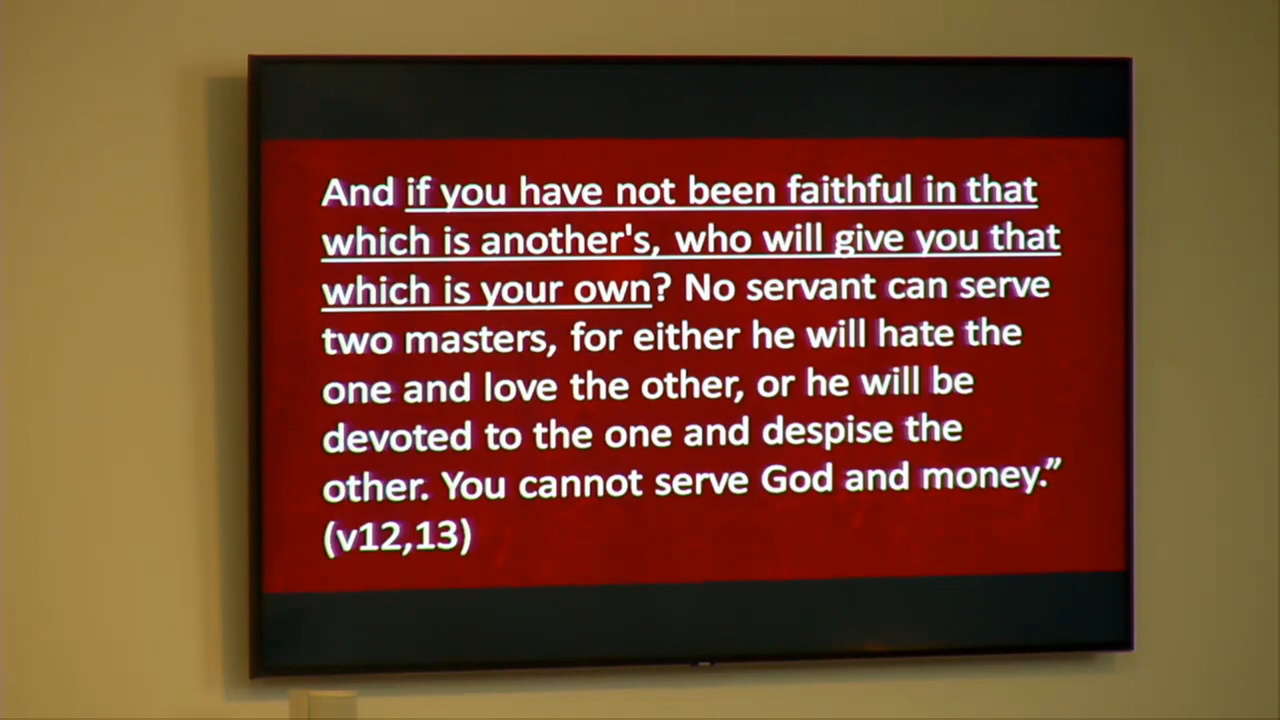 And if you have not been faithful in that
which is another's, who will give you that
which is your own? No servant can serve
two masters, for either he will hate the
one and love the other, or he will be
devoted to the one and despise the
other. You cannot serve God and money.”
(v12,13)